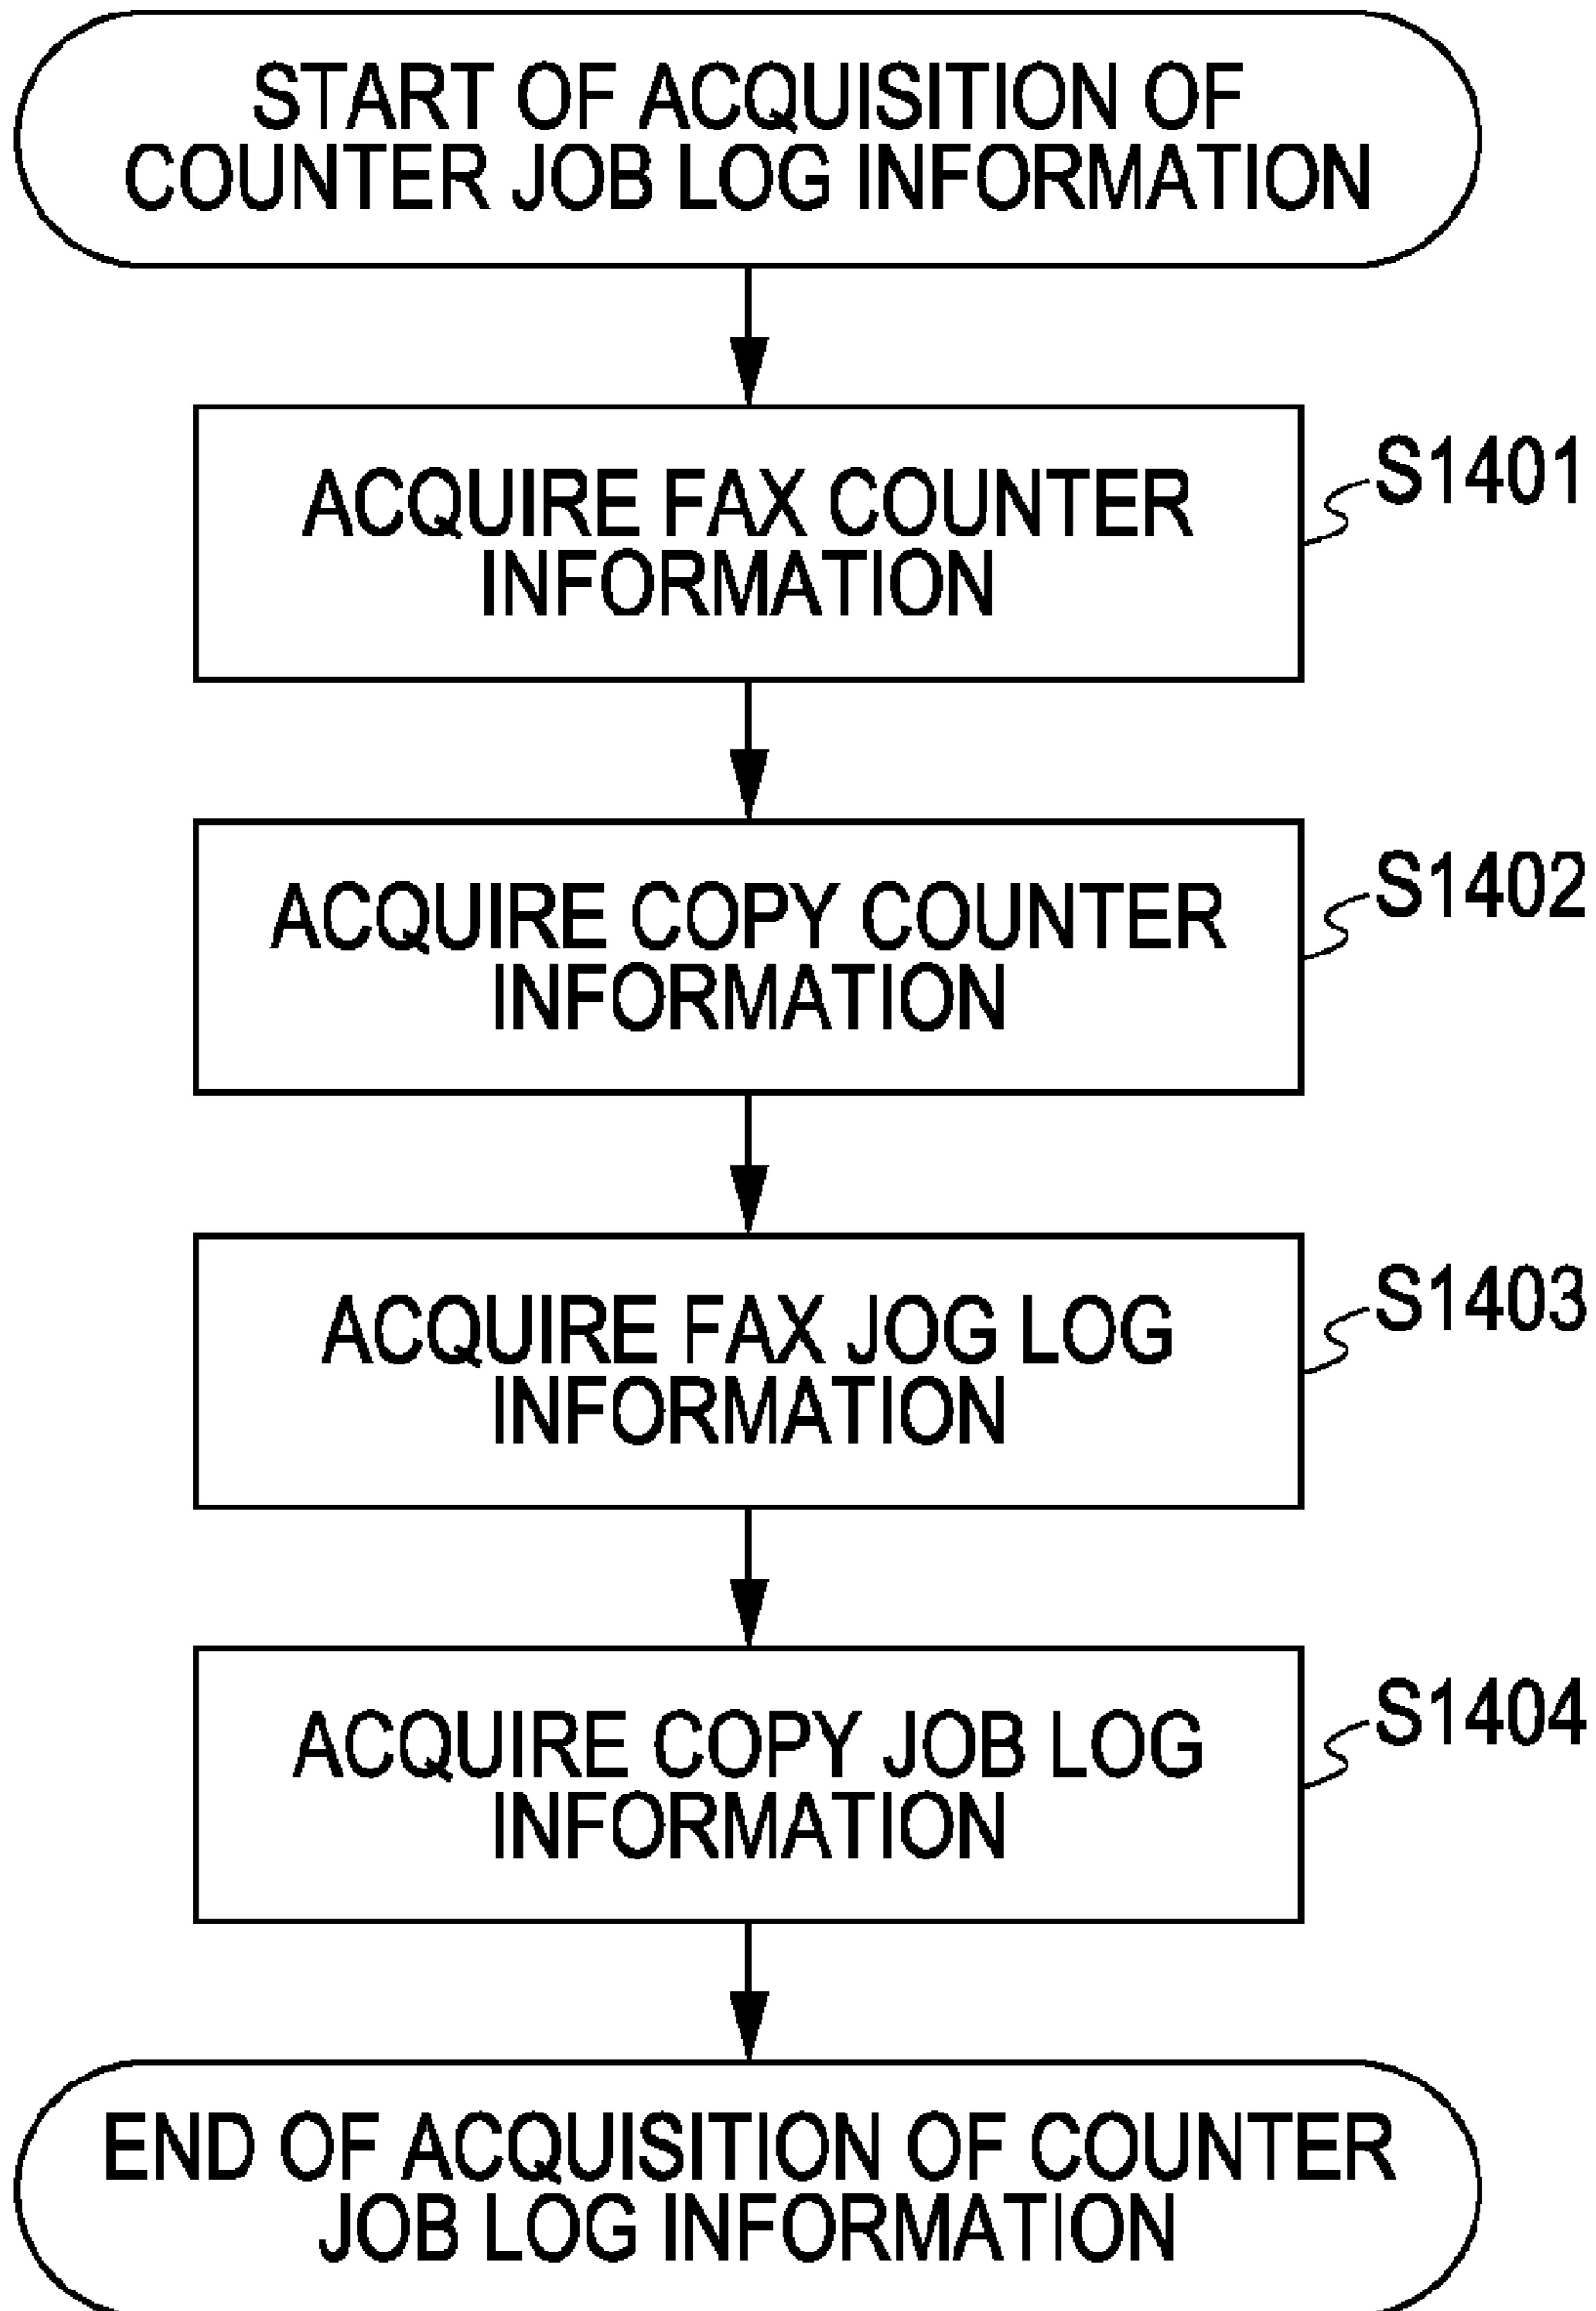 START OF ACQUISITION OF
COUNTER JOB LOG INFORMATION
ACQUIRE FAX COUNTER
INFORMATION
S1401
ACQUIRE COPY COUNTER
INFORMATION
S1402
ACQUIRE FAX JOG LOG
INFORMATION
S1403
ACQUIRE COPY JOB LOG
INFORMATION
S1404
END OF ACQUISITION OF COUNTER
JOB LOG INFORMATION